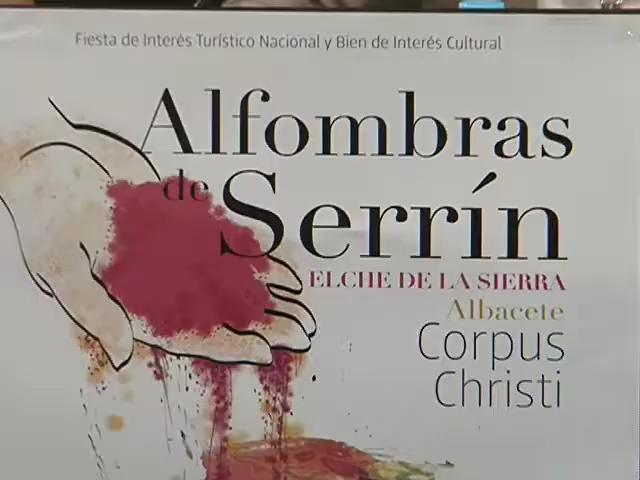 Fiesta de Interés Turístico Nacional y Bien de Interés Cultural
Alfombras
de Serrín
ELCHE DE LA SIERRA
Albacete
Corpus
Christi